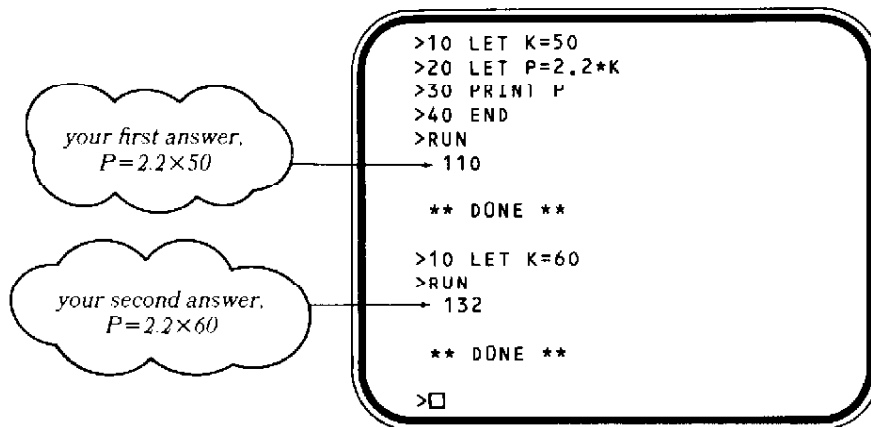 >10 LET K=50
>20 LET P=2.2*K
>30 PRINT P
>40 END
>RUN
your first answer,
P=2.2×50
110
** DONE **
>10 LET K=60
>RUN
your second answer,
P=2.2×60
132
** DONE **
>